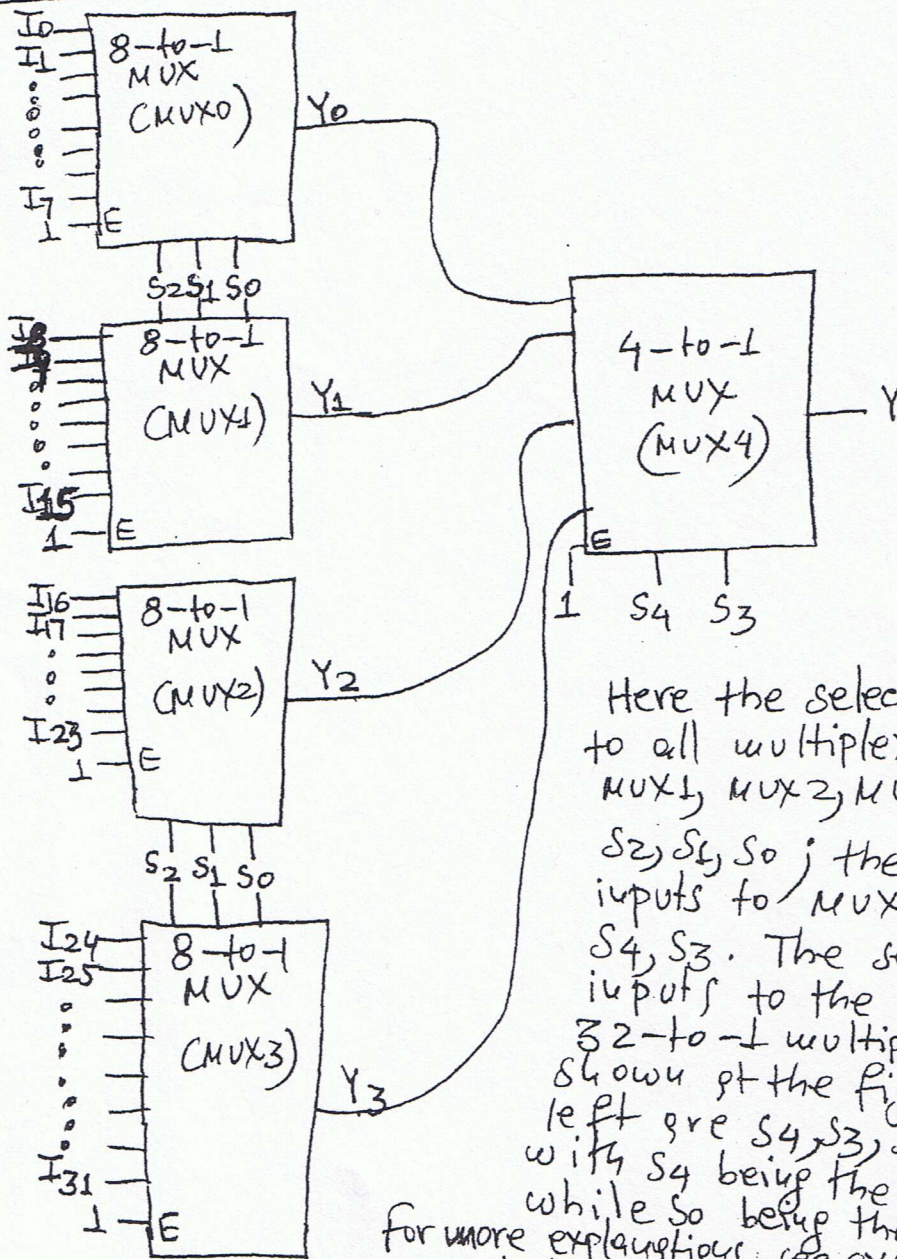 I0
I1
I7
1
E
8-to-1
MUX
(MUX0)
Y0
S2 S1 S0
I8
I9
I15
1
E
8-to-1
MUX
(MUX1)
Y1
4-to-1
MUX
(MUX4)
Y
E
1
S4
S3
I16
I17
I23
1
E
8-to-1
MUX
(MUX2)
Y2
S2 S1 S0
I24
I25
I31
1
E
8-to-1
MUX
(MUX3)
Y3
Here the selec
to all multiple
MUX1, MUX2, MU
S2, S1, S0 ; the
inputs to MUX
S4, S3. The s
inputs to the
32-to-1 multip
shown at the fi
left are S4, S3,
with S4 being the
while S0 being th
for more explanations